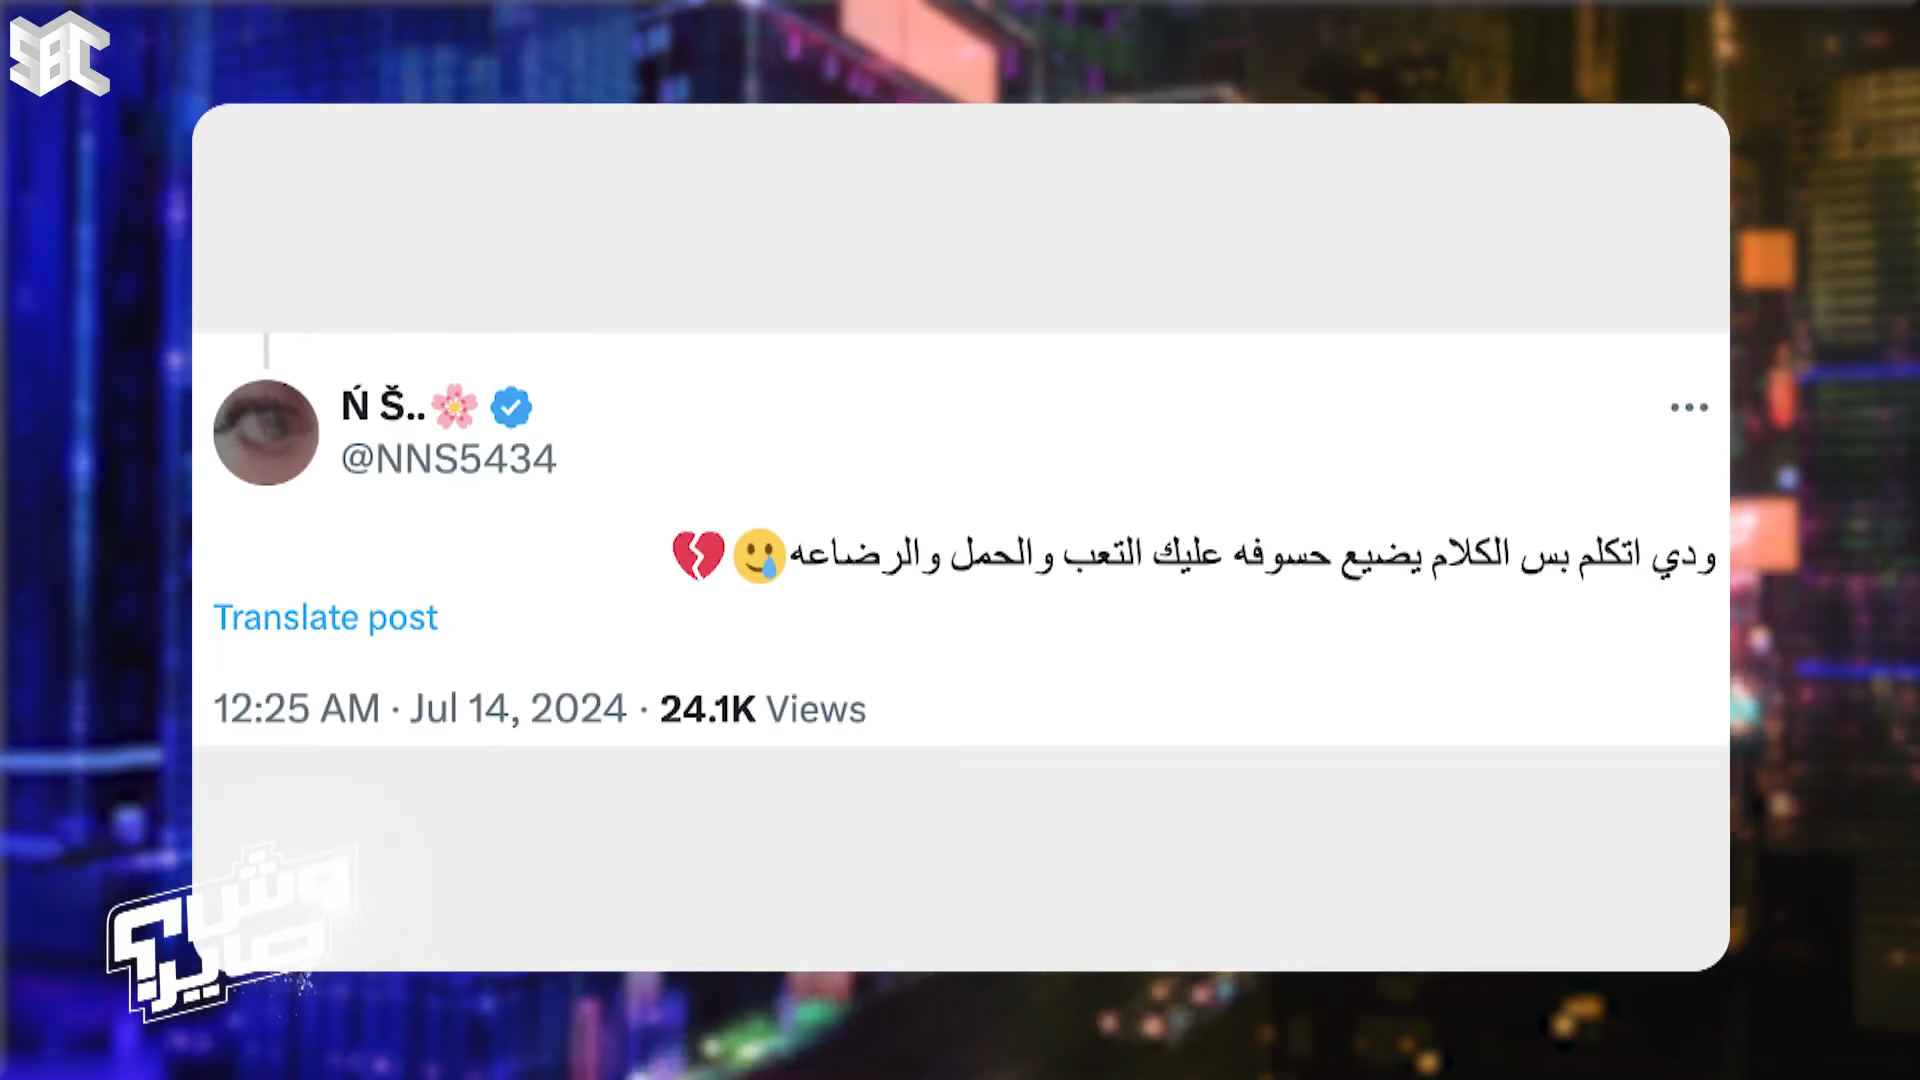 SBC
Ń Š..🌸
@NNS5434
ودي اتكلم بس الكلام يضيع حسوفه عليك التعب والحمل والرضاعه🥲💔
Translate post
12:25 AM · Jul 14, 2024 · 24.1K Views
وش
صاير؟